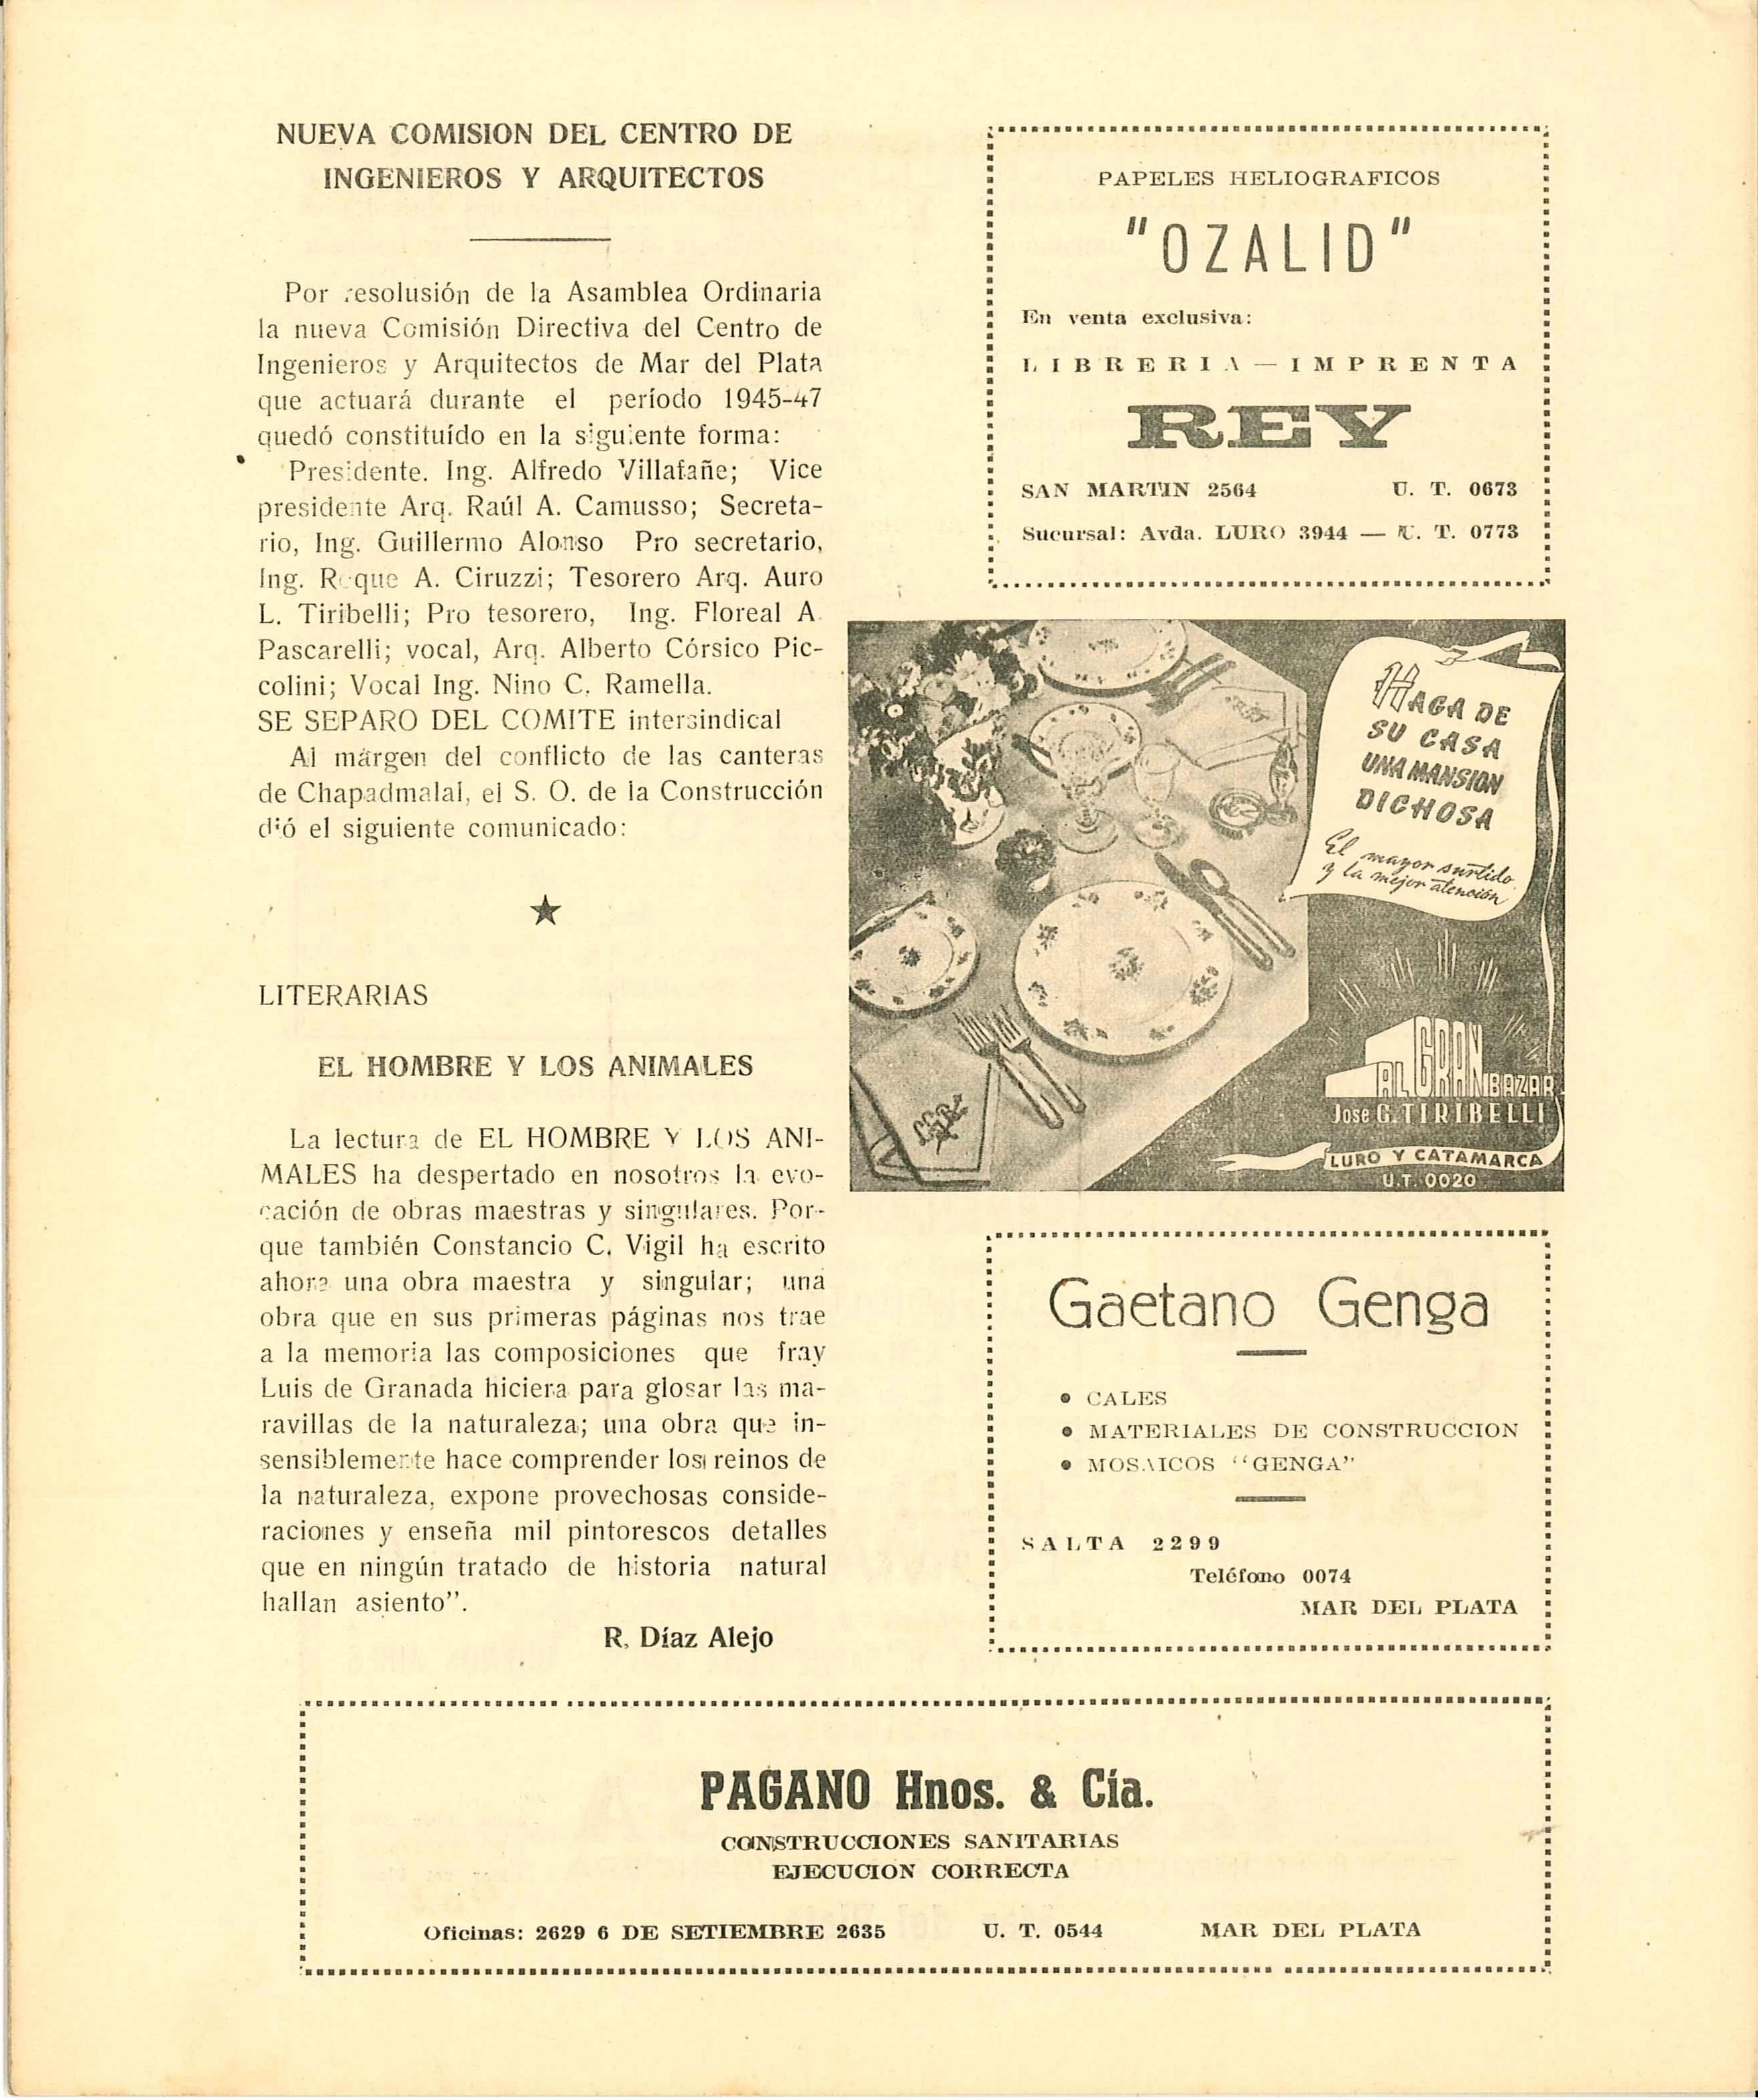 NUEVA COMISION DEL CENTRO DE
INGENIEROS Y ARQUITECTOS
Por resolusión de la Asamblea Ordinaria
la nueva Comisión Directiva del Centro de
Ingenieros y Arquitectos de Mar del Plata
que actuará durante el período 1945-47
quedó constituído en la siguiente forma:
Presidente. Ing. Alfredo Villafañe; Vice
presidente Arq. Raúl A. Camusso; Secreta-
rio, Ing. Guillermo Alonso Pro secretario,
Ing. Roque A. Ciruzzi; Tesorero Arq. Auro
L. Tiribelli; Pro tesorero, Ing. Floreal A.
Pascarelli; vocal, Arq. Alberto Córsico Pic-
colini; Vocal Ing. Nino C. Ramella.
SE SEPARO DEL COMITE intersindical
Al márgen del conflicto de las canteras
de Chapadmalal, el S. O. de la Construcción
dió el siguiente comunicado:
★
LITERARIAS
EL HOMBRE Y LOS ANIMALES
La lectura de EL HOMBRE Y LOS ANI-
MALES ha despertado en nosotros la evo-
cación de obras maestras y singulares. Por-
que también Constancio C. Vigil ha escrito
ahora una obra maestra y singular; una
obra que en sus primeras páginas nos trae
a la memoria las composiciones que fray
Luis de Granada hiciera para glosar las ma-
ravillas de la naturaleza; una obra que in-
sensiblemente hace comprender los reinos de
la naturaleza, expone provechosas conside-
raciones y enseña mil pintorescos detalles
que en ningún tratado de historia natural
hallan asiento".
R. Díaz Alejo
PAPELES HELIOGRAFICOS
"OZALID"
En venta exclusiva:
LIBRERIA — IMPRENTA
REY
SAN MARTIN 2564 U. T. 0673
Sucursal: Avda. LURO 3944 — U. T. 0773
HAGA DE
SU CASA
UNA MANSION
DICHOSA
El mayor surtido
y la mejor atención
AL GRAN BAZAR
José G. TIRIBELLI
LURO Y CATAMARCA
U.T. 0020
Gaetano Genga
• CALES
• MATERIALES DE CONSTRUCCION
• MOSAICOS "GENGA"
SALTA 2299
Teléfono 0074
MAR DEL PLATA
PAGANO Hnos. & Cía.
CONSTRUCCIONES SANITARIAS
EJECUCION CORRECTA
Oficinas: 2629 6 DE SETIEMBRE 2635 U. T. 0544 MAR DEL PLATA